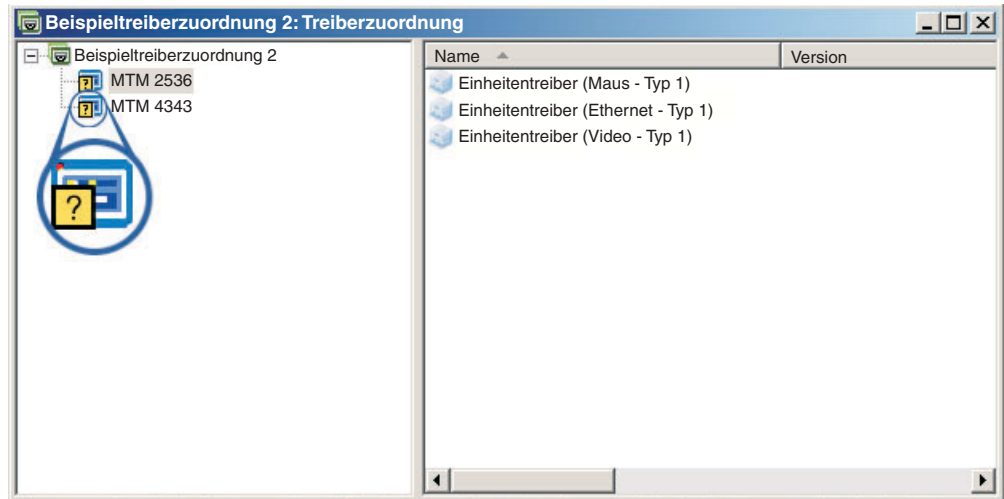 Beispieltreiberzuordnung 2: Treiberzuordnung
Beispieltreiberzuordnung 2
MTM 2536
MTM 4343
?
Name
Version
Einheitentreiber (Maus - Typ 1)
Einheitentreiber (Ethernet - Typ 1)
Einheitentreiber (Video - Typ 1)